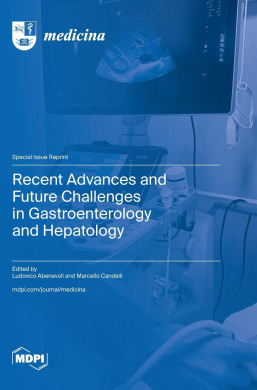 medicina
Special Issue Reprint
Recent Advances and
Future Challenges
in Gastroenterology
and Hepatology
Edited by
Ludovico Abenavoli and Marcello Candelli
mdpi.com/journal/medicina
MDPI